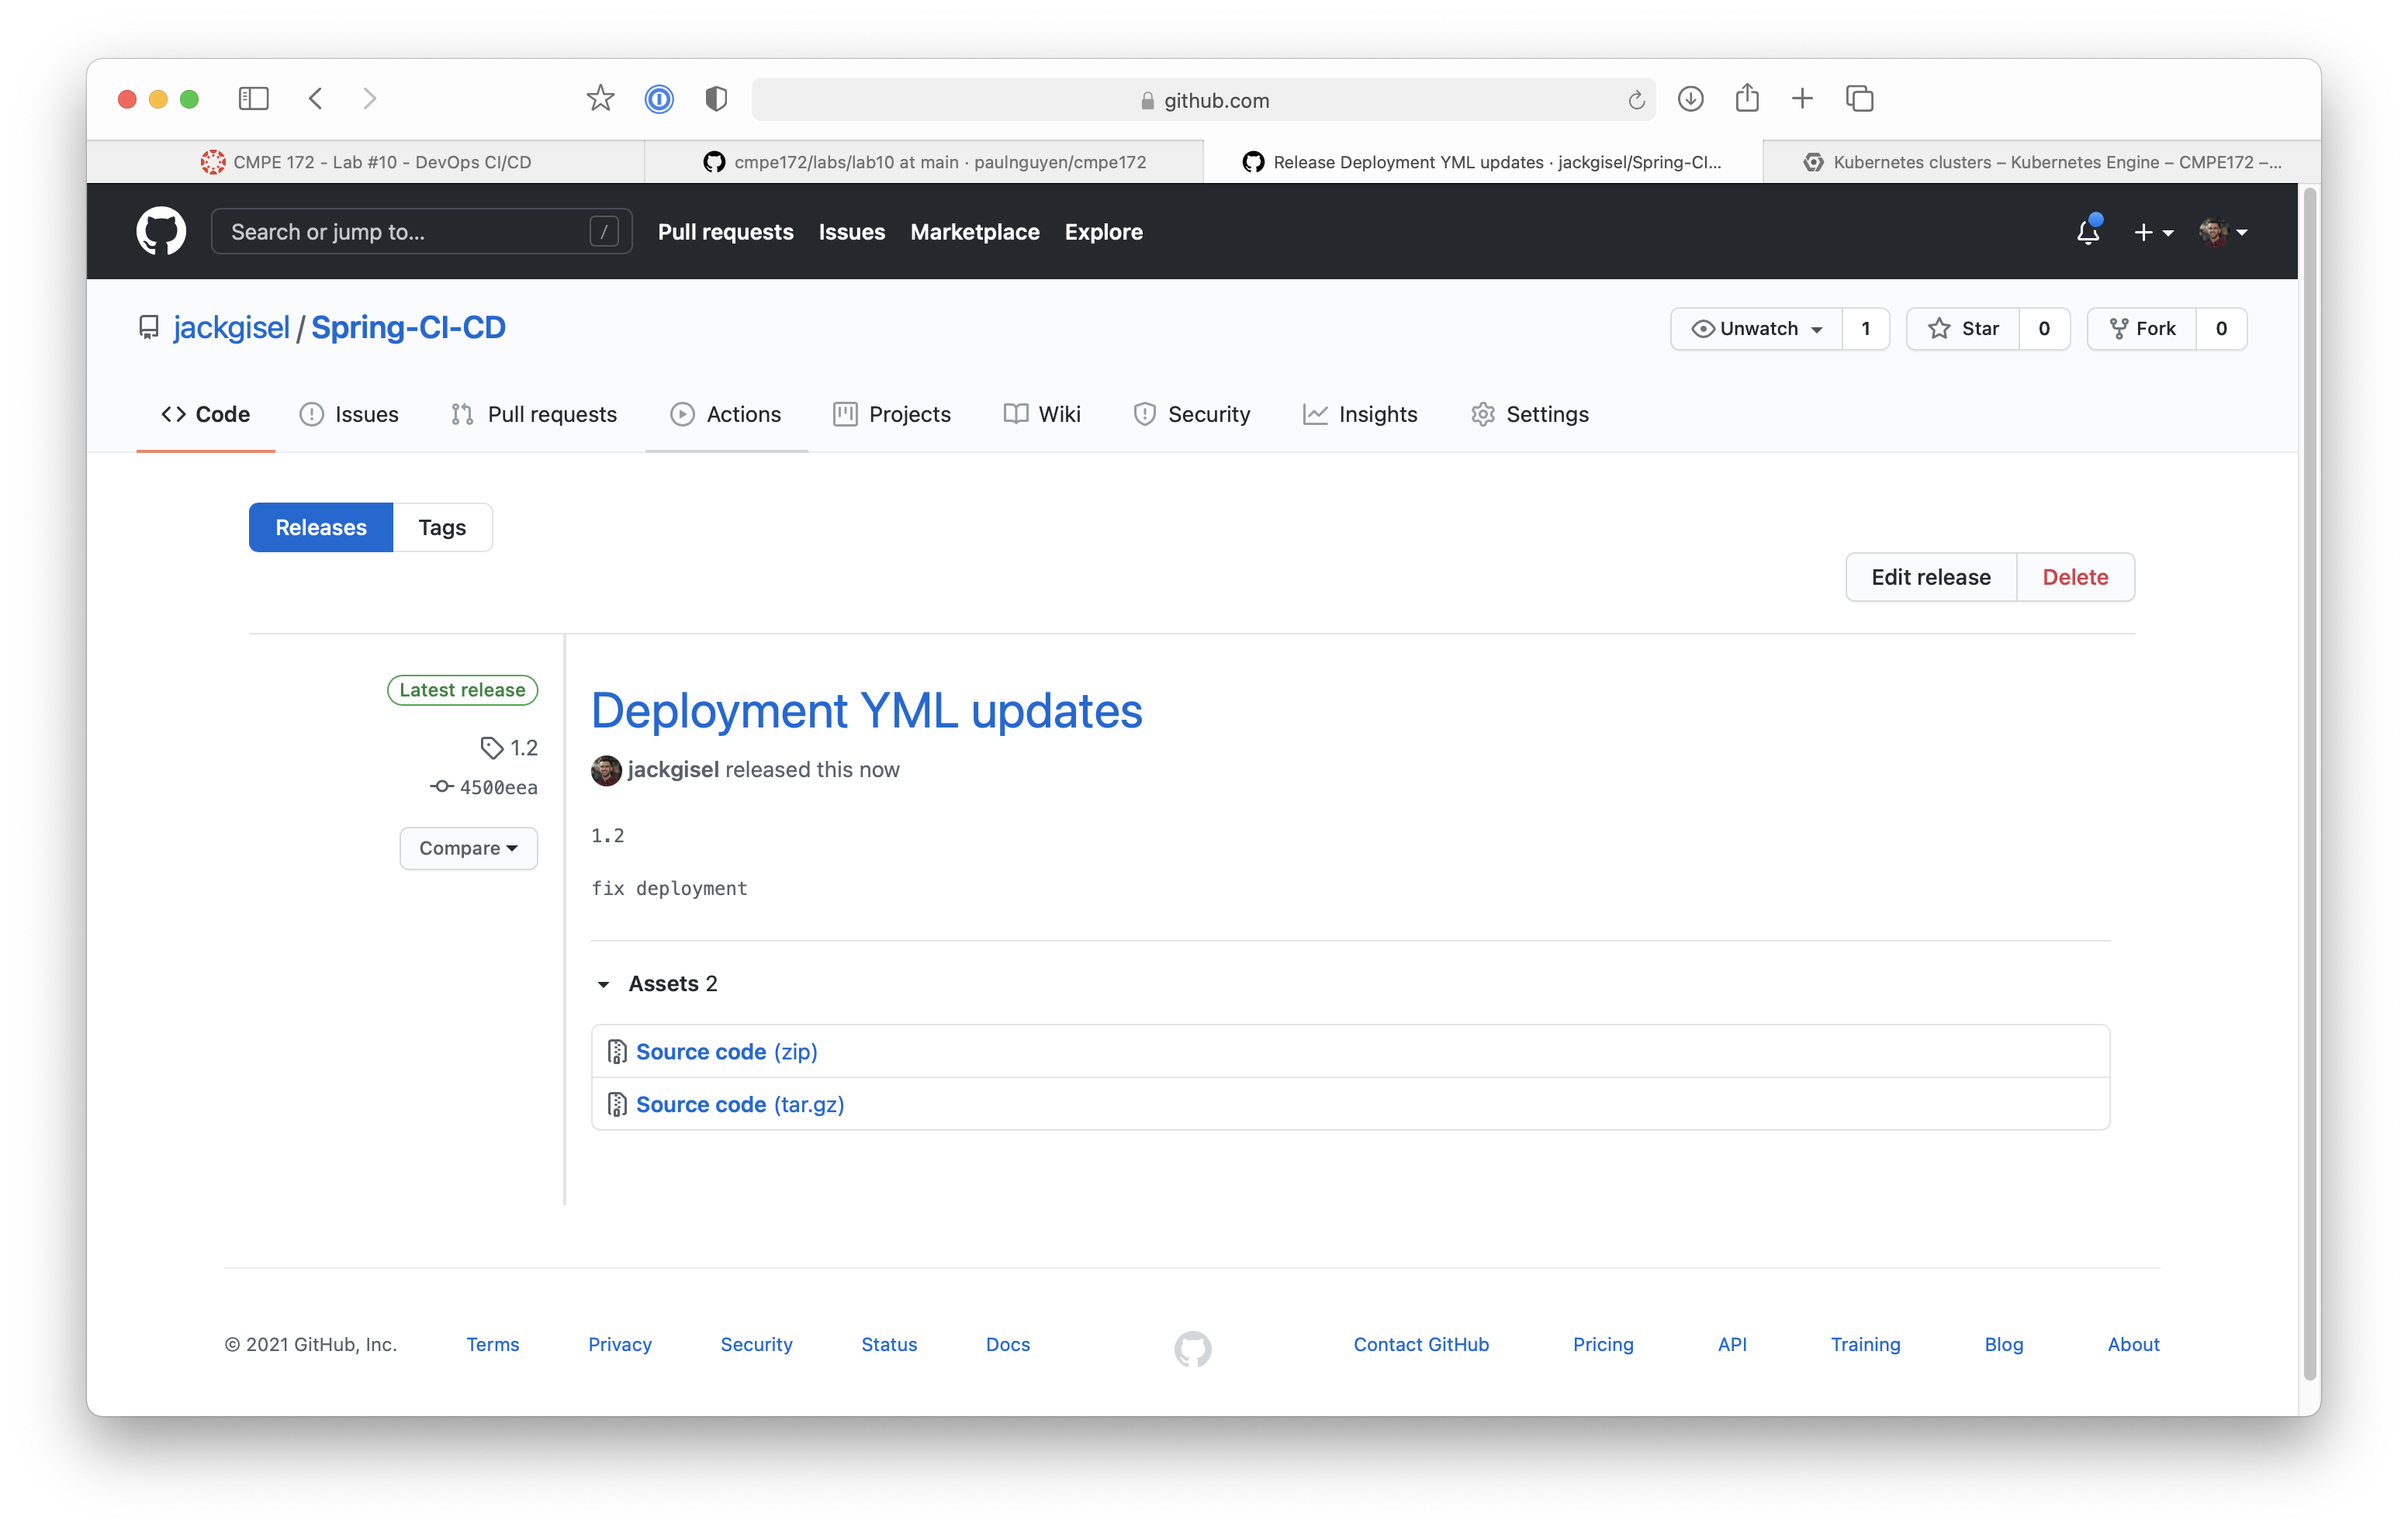 github.com
CMPE 172 - Lab #10 - DevOps CI/CD
cmpe172/labs/lab10 at main · paulnguyen/cmpe172
Release Deployment YML updates · jackgisel/Spring-CI...
Kubernetes clusters – Kubernetes Engine – CMPE172 –...
Search or jump to... /
Pull requests Issues Marketplace Explore
jackgisel / Spring-CI-CD
Unwatch 1 Star 0 Fork 0
Code Issues Pull requests Actions Projects Wiki Security Insights Settings
Releases Tags
Edit release Delete
Latest release
1.2
4500eea
Compare
Deployment YML updates
jackgisel released this now
1.2
fix deployment
Assets 2
Source code (zip)
Source code (tar.gz)
© 2021 GitHub, Inc. Terms Privacy Security Status Docs Contact GitHub Pricing API Training Blog About